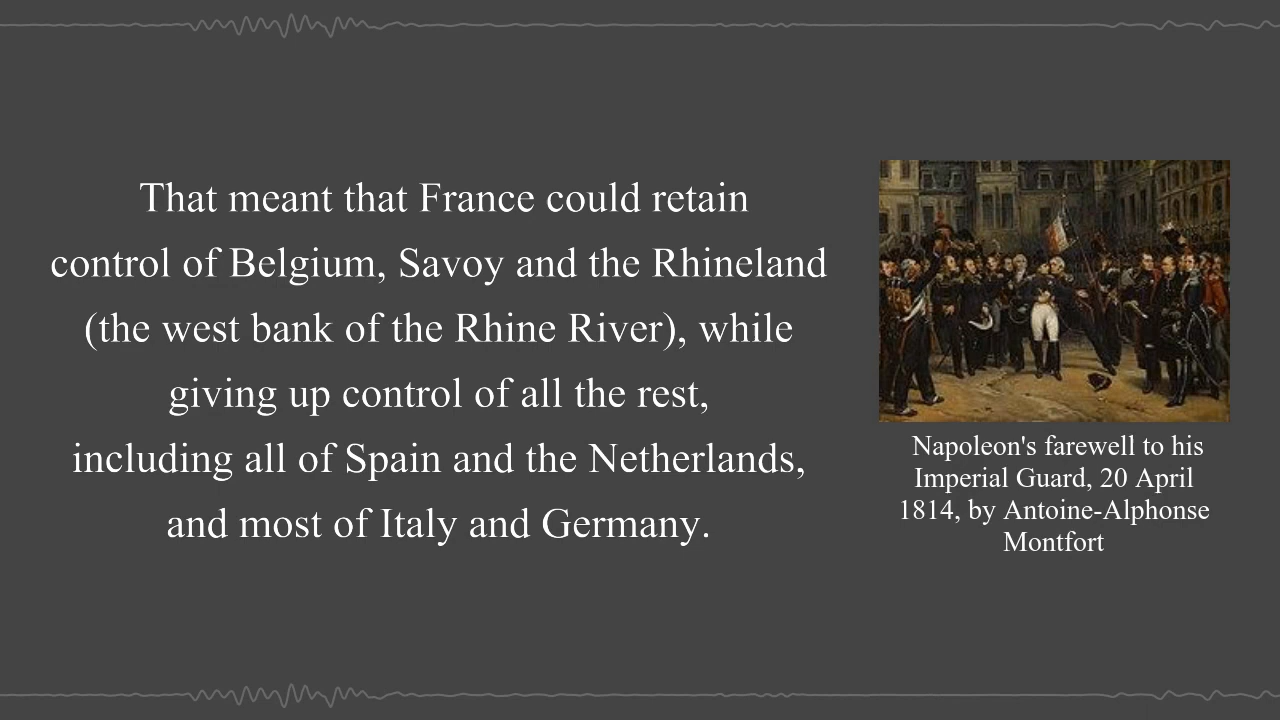 That meant that France could retain
control of Belgium, Savoy and the Rhineland
(the west bank of the Rhine River), while
giving up control of all the rest,
including all of Spain and the Netherlands,
and most of Italy and Germany.
Napoleon's farewell to his
Imperial Guard, 20 April
1814, by Antoine-Alphonse
Montfort